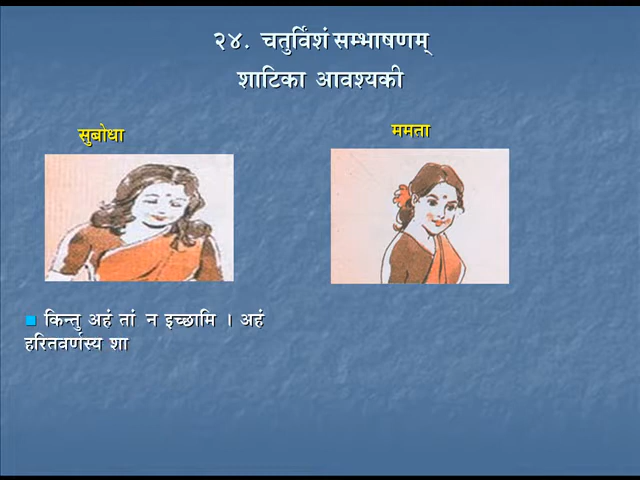 २४. चतुर्विंशं सम्भाषणम्
शाटिका आवश्यकी
सुबोधा
ममता
किन्तु अहं तां न इच्छामि । अहं
हरितवर्णस्य शा